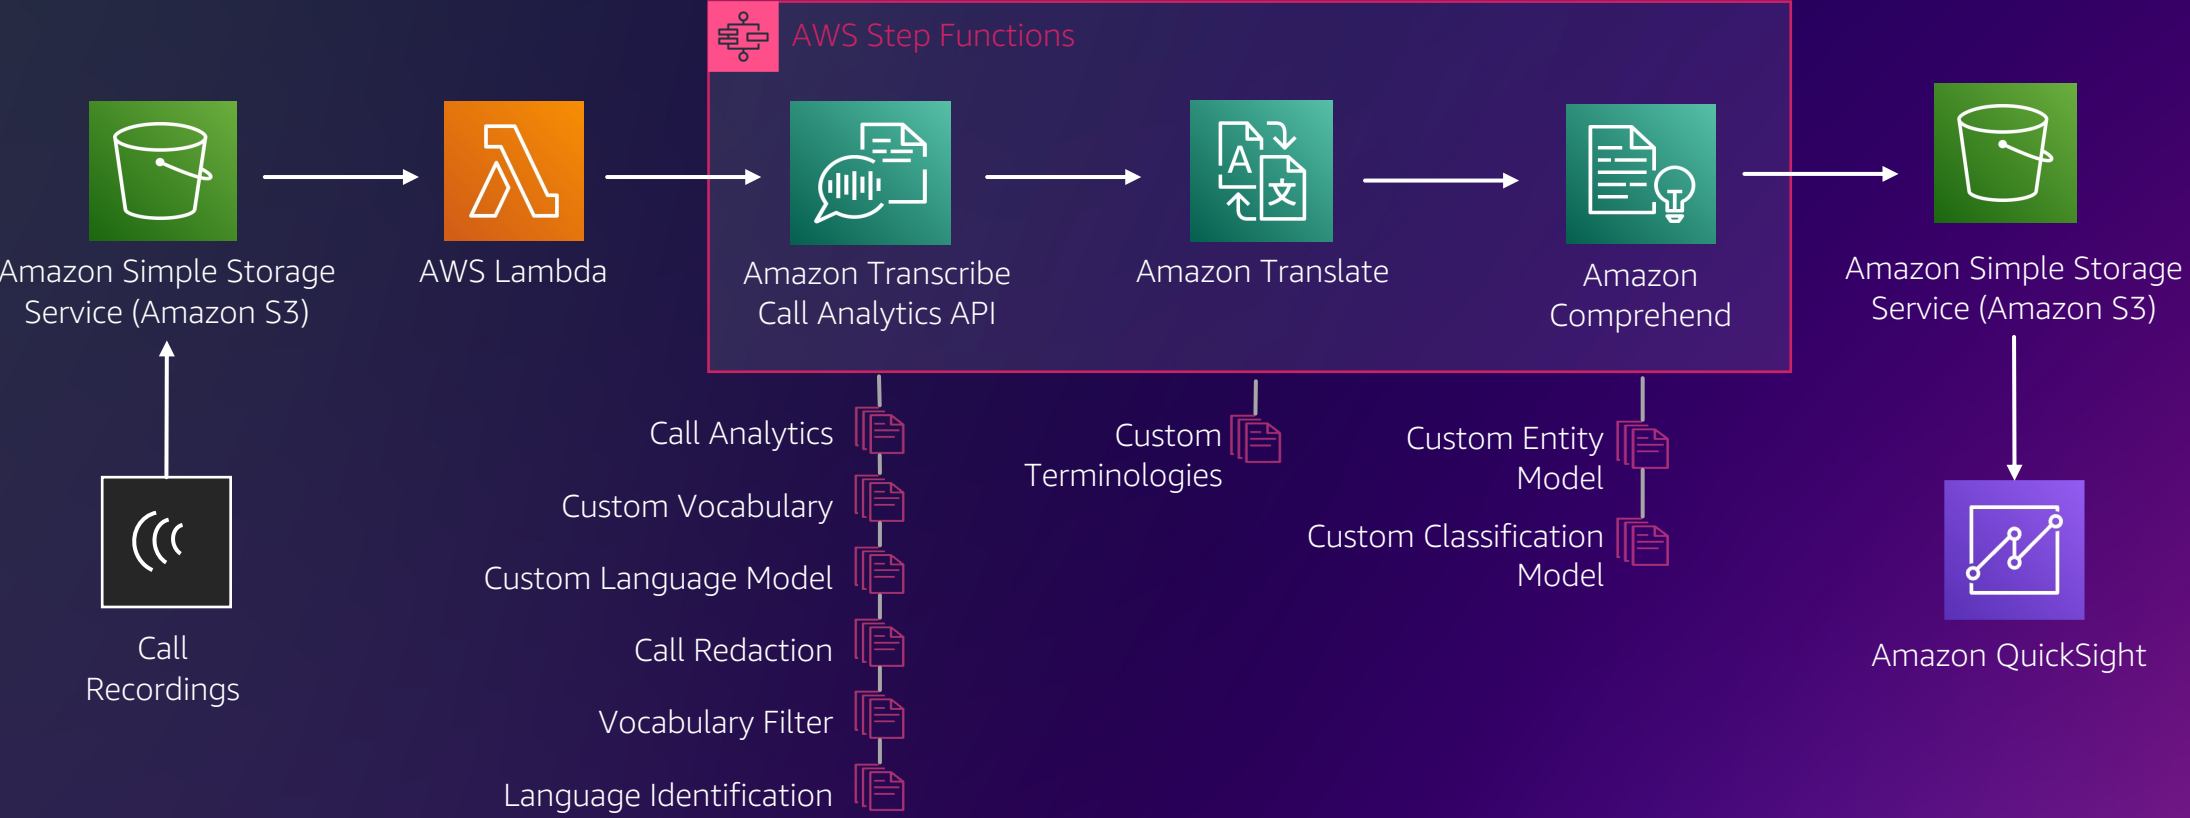 AWS Step Functions
Amazon Simple Storage
Service (Amazon S3)
AWS Lambda
Amazon Transcribe
Call Analytics API
A
文
Amazon Translate
Amazon
Comprehend
Amazon Simple Storage
Service (Amazon S3)
Call
Recordings
Call Analytics
Custom Vocabulary
Custom Language Model
Call Redaction
Vocabulary Filter
Language Identification
Custom
Terminologies
Custom Entity
Model
Custom Classification
Model
Amazon QuickSight